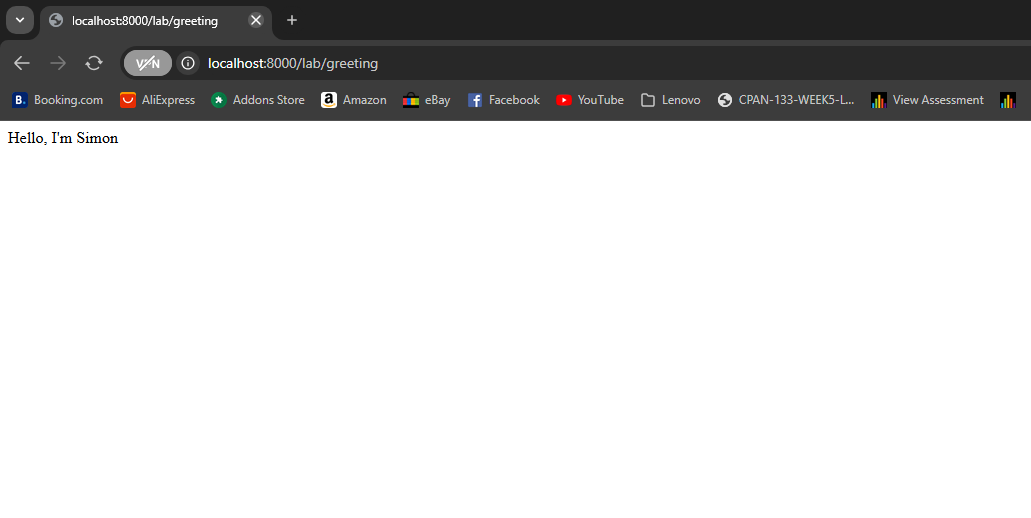 localhost:8000/lab/greeting
VPN
localhost:8000/lab/greeting
B. Booking.com AliExpress Addons Store a Amazon eBay f Facebook YouTube Lenovo CPAN-133-WEEK5-L... View Assessment
Hello, I'm Simon